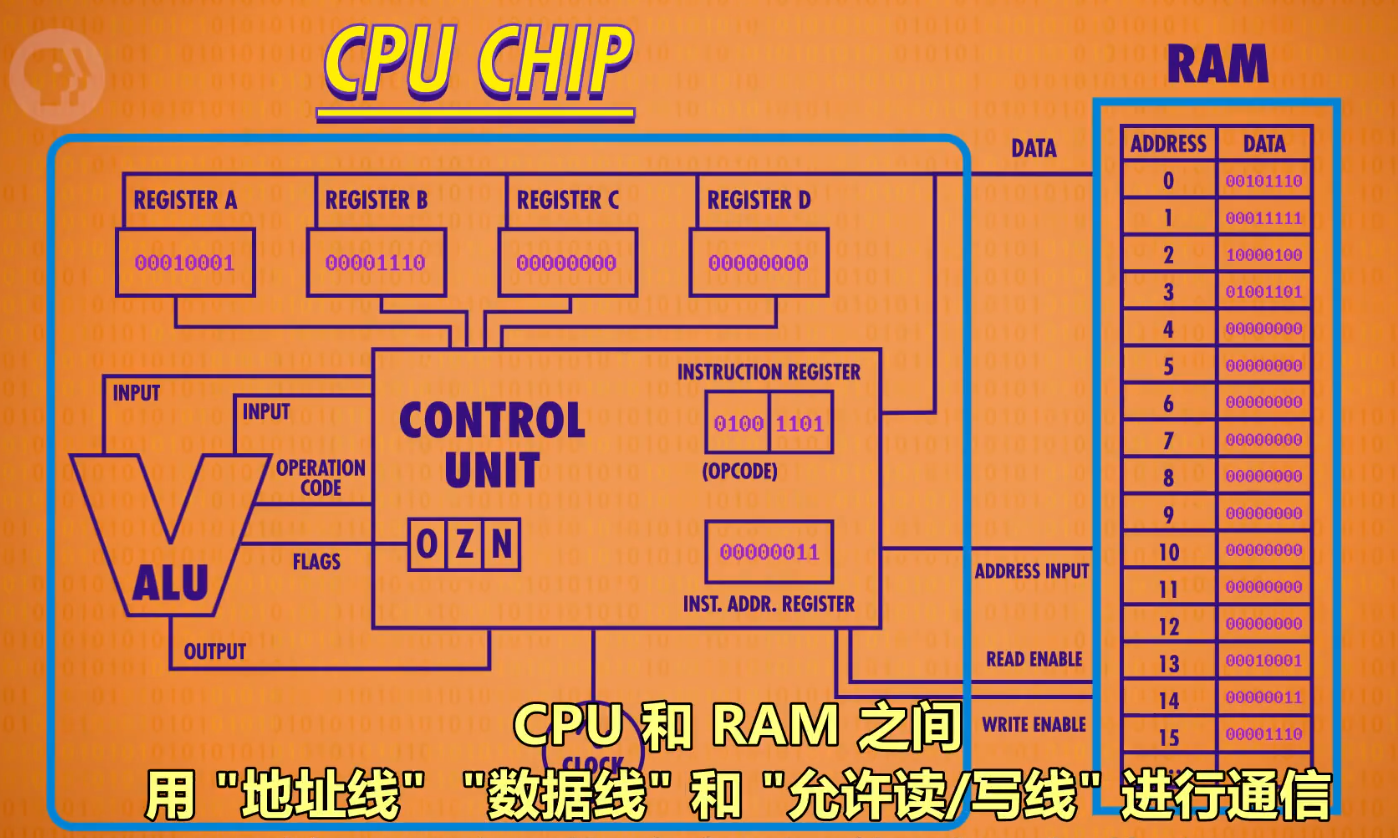 CPU CHIP
RAM
DATA
REGISTER A
REGISTER B
REGISTER C
REGISTER D
00010001
00001110
00000000
00000000
INPUT
INPUT
CONTROL
UNIT
OPERATION
CODE
FLAGS
O Z N
ALU
OUTPUT
INSTRUCTION REGISTER
0100 1101
(OPCODE)
00000011
INST. ADDR. REGISTER
ADDRESS INPUT
READ ENABLE
WRITE ENABLE
CLOCK
ADDRESS DATA
0 00101110
1 00011111
2 10000100
3 01001101
4 00000000
5 00000000
6 00000000
7 00000000
8 00000000
9 00000000
10 00000000
11 00000000
12 00000000
13 00010001
14 00000011
15 00001110
CPU 和 RAM 之间
用 "地址线" "数据线" 和 "允许读/写线" 进行通信